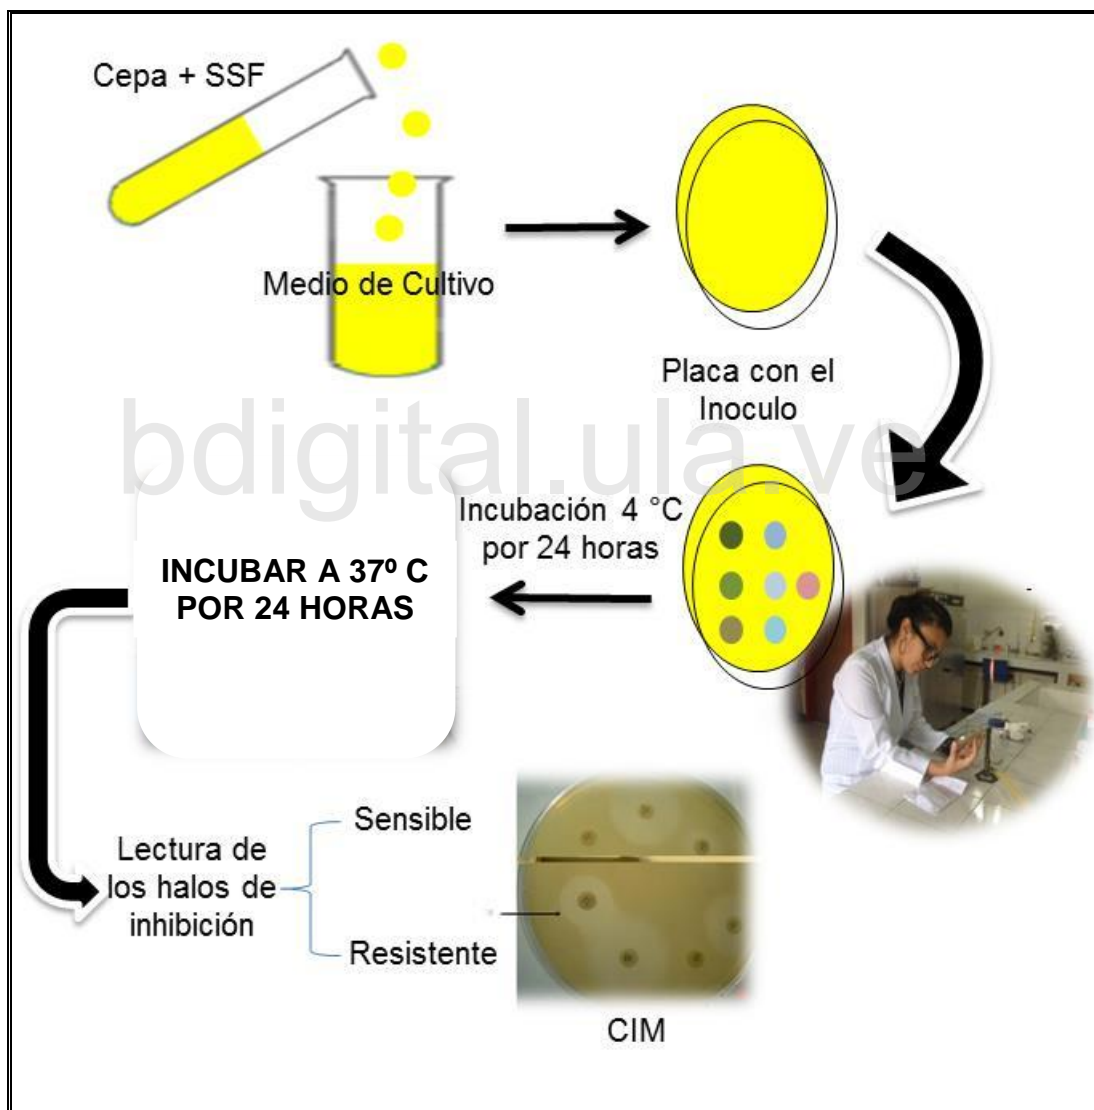 Cepa + SSF
Medio de Cultivo
Placa con el
Inoculo
bdigital.ula.ve
Incubación 4 °C
por 24 horas
INCUBAR A 37º C
POR 24 HORAS
Lectura de
los halos de
inhibición
Sensible
Resistente
CIM